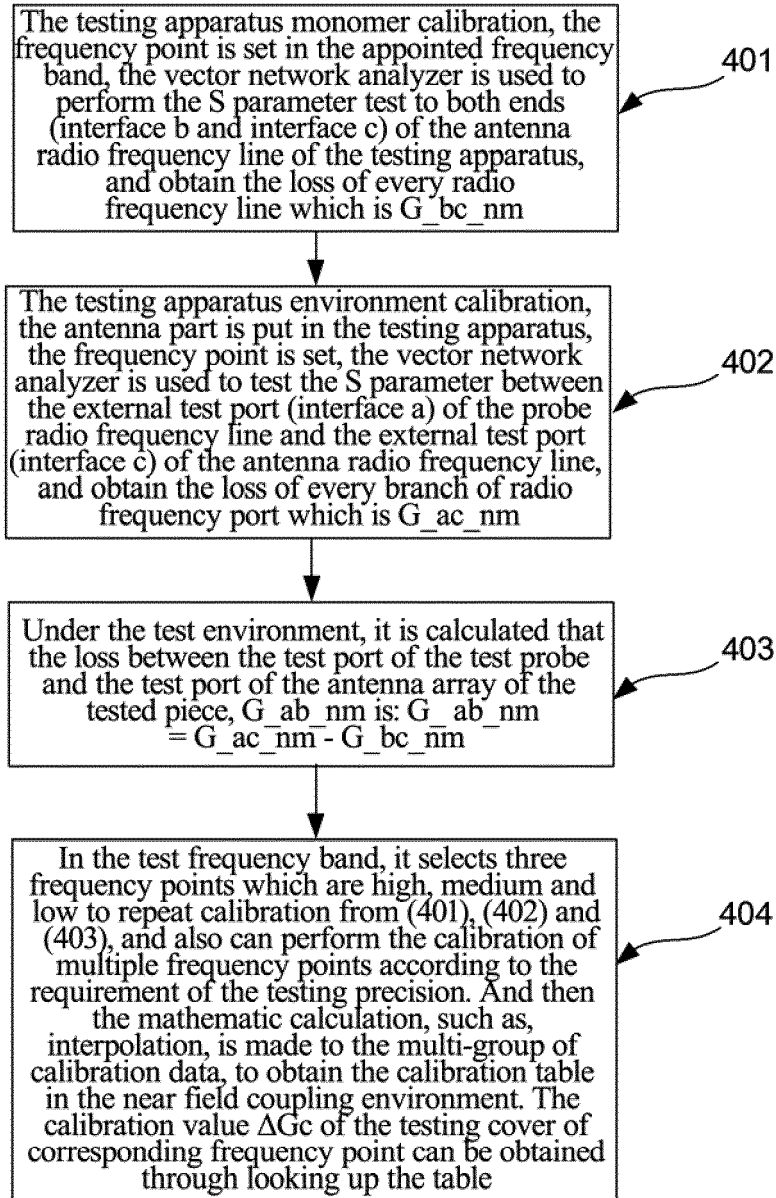 The testing apparatus monomer calibration, the
frequency point is set in the appointed frequency
band, the vector network analyzer is used to
perform the S parameter test to both ends
(interface b and interface c) of the antenna
radio frequency line of the testing apparatus,
and obtain the loss of every radio
frequency line which is G_bc_nm
401
The testing apparatus environment calibration,
the antenna part is put in the testing apparatus,
the frequency point is set, the vector network
analyzer is used to test the S parameter between
the external test port (interface a) of the probe
radio frequency line and the external test port
(interface c) of the antenna radio frequency line,
and obtain the loss of every branch of radio
frequency port which is G_ac_nm
402
Under the test environment, it is calculated that
the loss between the test port of the test probe
and the test port of the antenna array of the
tested piece, G_ab_nm is: G_ ab_nm
= G_ac_nm - G_bc_nm
403
In the test frequency band, it selects three
frequency points which are high, medium and
low to repeat calibration from (401), (402) and
(403), and also can perform the calibration of
multiple frequency points according to the
requirement of the testing precision. And then
the mathematic calculation, such as,
interpolation, is made to the multi-group of
calibration data, to obtain the calibration table
in the near field coupling environment. The
calibration value ΔGc of the testing cover of
corresponding frequency point can be obtained
through looking up the table
404